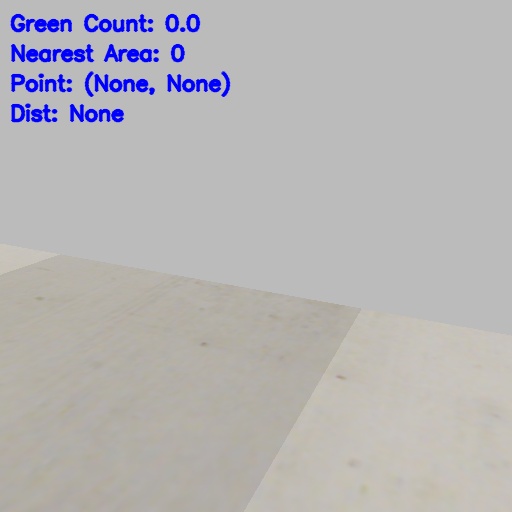 Green Count: 0.0
Nearest Area: 0
Point: (None, None)
Dist: None